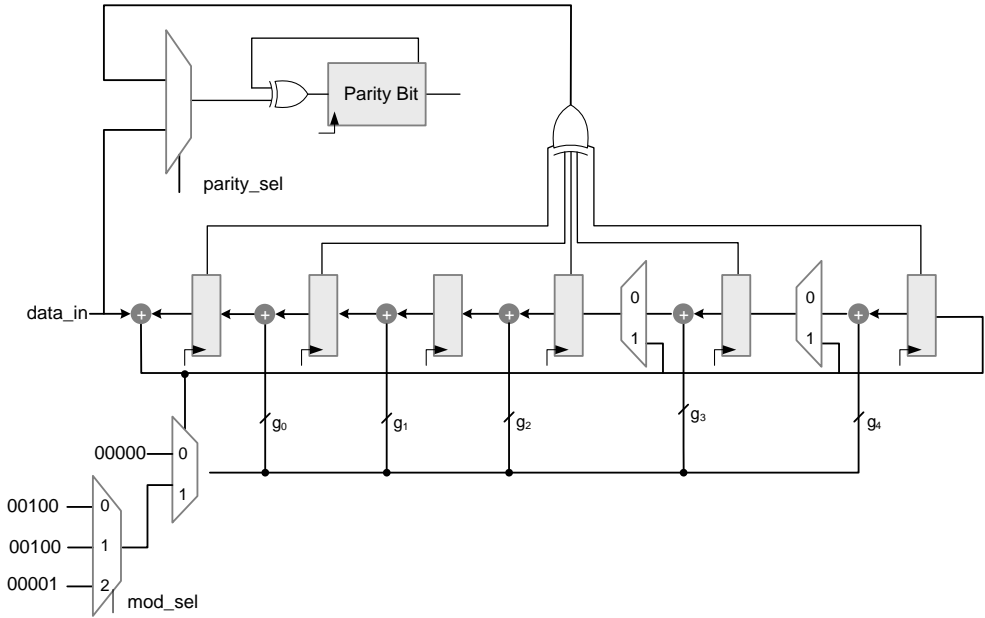 Parity Bit
parity_sel
data_in
+
+
+
+
0
1
+
0
1
+
g0
g1
g2
g3
g4
00000
0
1
00100
0
00100
1
00001
2
mod_sel